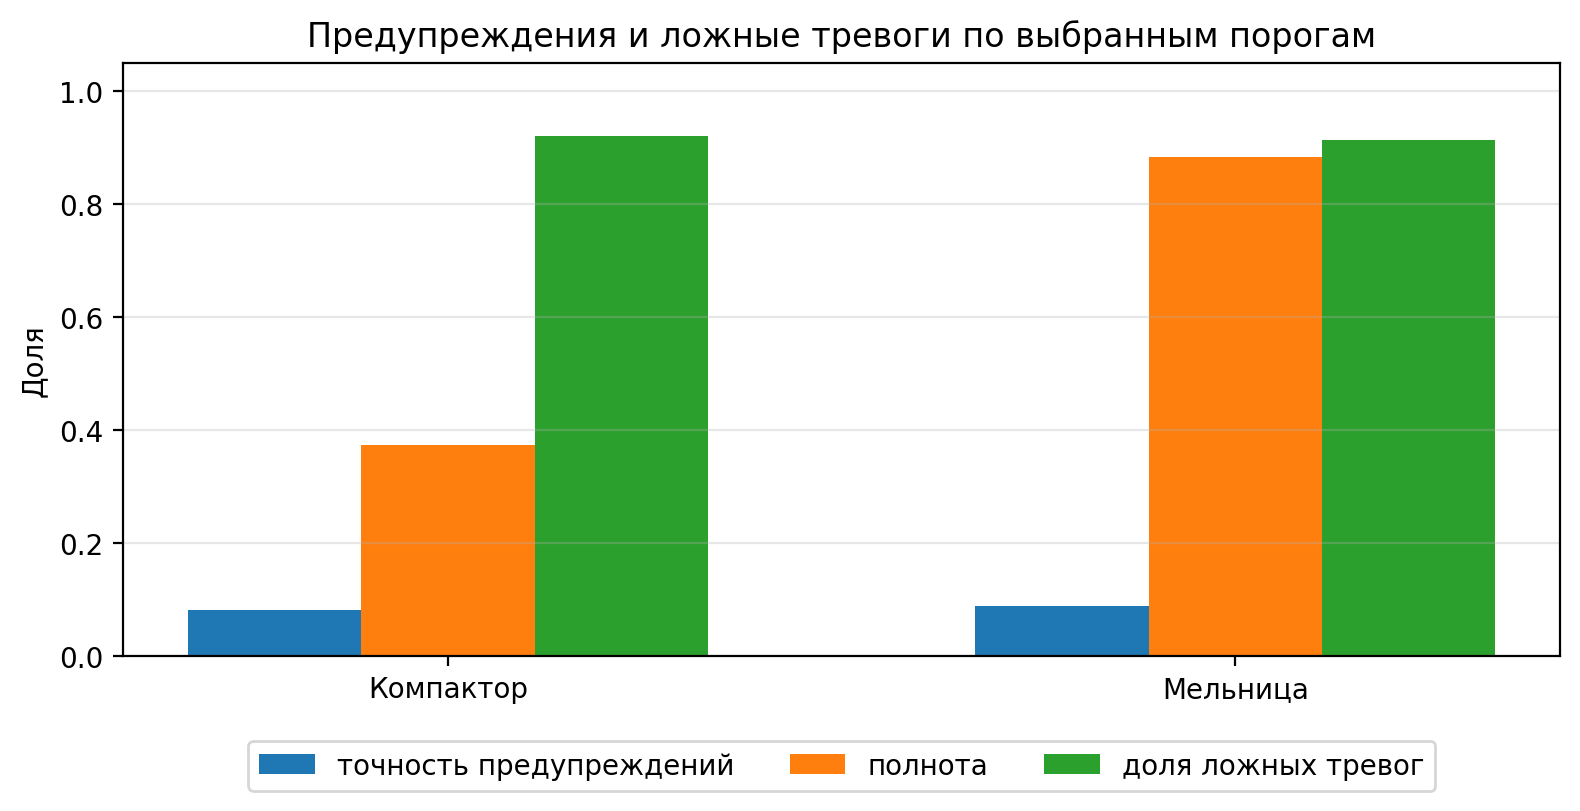 Предупреждения и ложные тревоги по выбранным порогам
Доля
1.0
0.8
0.6
0.4
0.2
0.0
Компактор
Мельница
точность предупреждений
полнота
доля ложных тревог